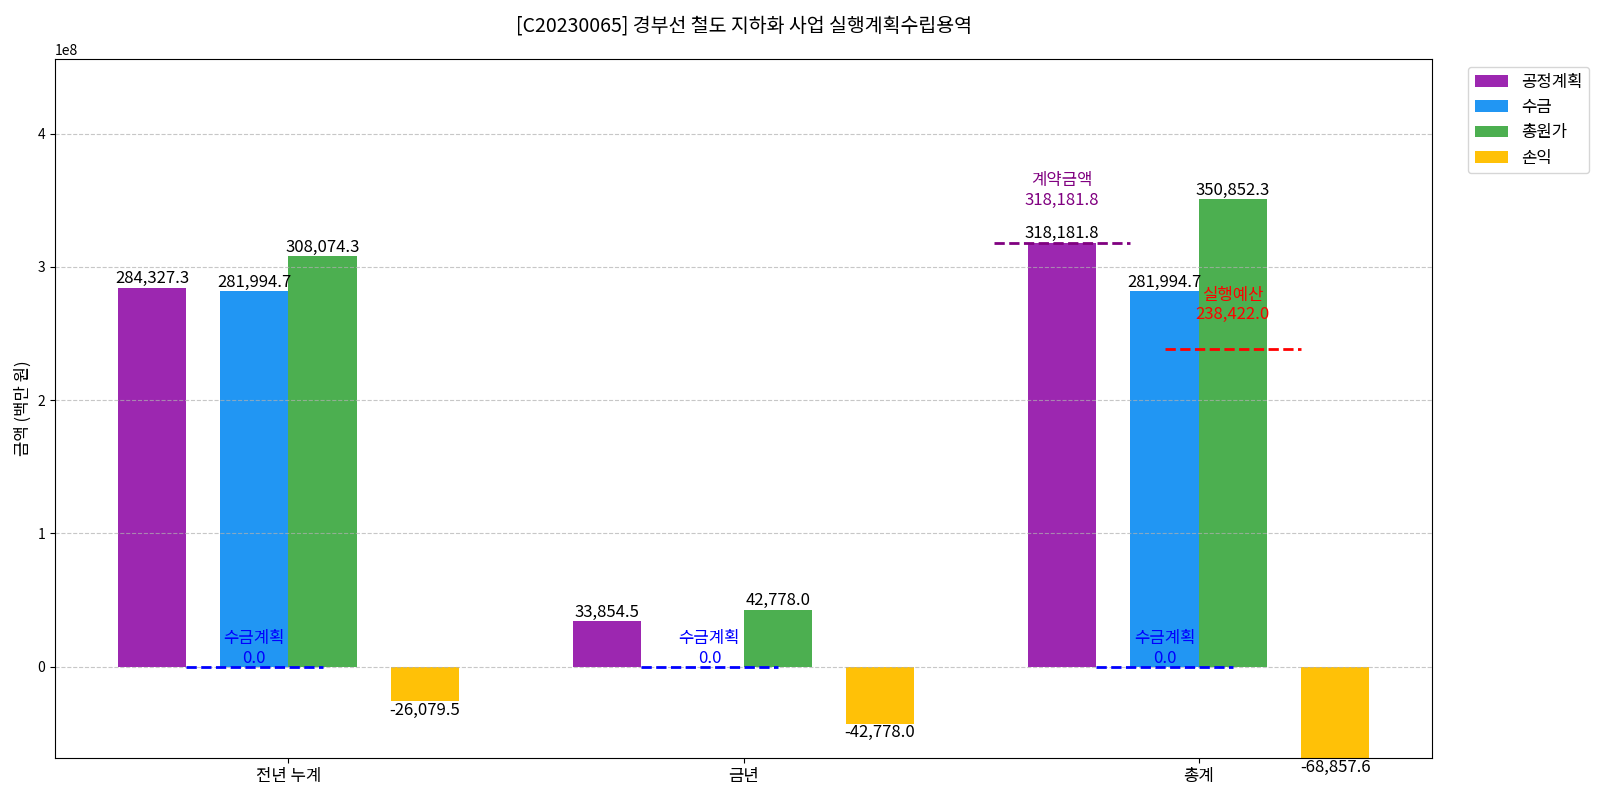 [C20230065] 경부선 철도 지하화 사업 실행계획수립용역
1e8
공정계획
수금
총원가
손익
금액 (백만 원)
4
3
2
1
0
284,327.3
281,994.7
308,074.3
수금계획
0.0
-26,079.5
33,854.5
수금계획
0.0
42,778.0
-42,778.0
계약금액
318,181.8
318,181.8
281,994.7
350,852.3
실행예산
238,422.0
수금계획
0.0
-68,857.6
전년 누계
금년
총계